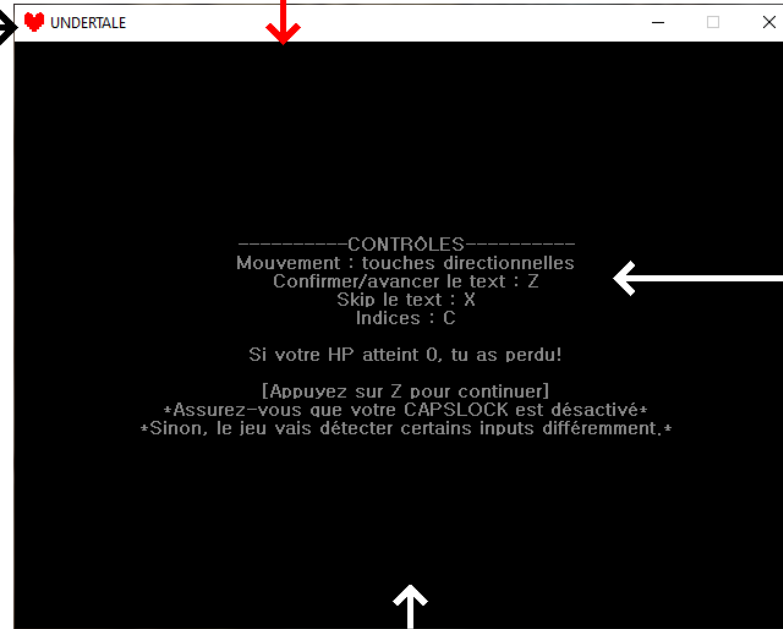 UNDERTALE
----------CONTRÔLES----------
Mouvement : touches directionnelles
Confirmer/avancer le text : Z
Skip le text : X
Indices : C
Si votre HP atteint 0, tu as perdu!
[Appuyez sur Z pour continuer]
*Assurez-vous que votre CAPSLOCK est désactivé*
*Sinon, le jeu vais détecter certains inputs différemment.*